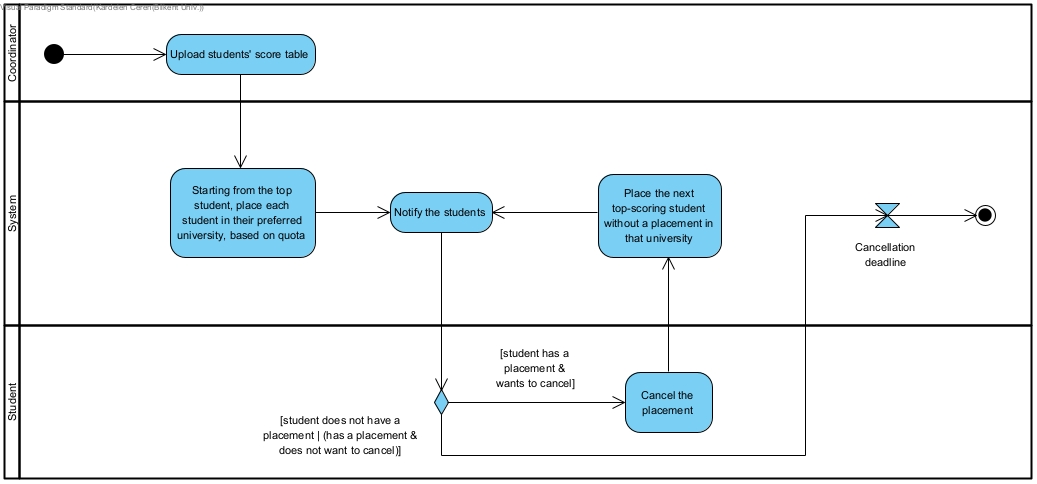 Visual Paradigm Standard(Kardelen Ceren(Bilkent Univ.))
Coordinator
Upload students' score table
System
Starting from the top
student, place each
student in their preferred
university, based on quota
Notify the students
Place the next
top-scoring student
without a placement in
that university
Cancellation
deadline
Student
[student has a
placement &
wants to cancel]
Cancel the
placement
[student does not have a
placement | (has a placement &
does not want to cancel)]